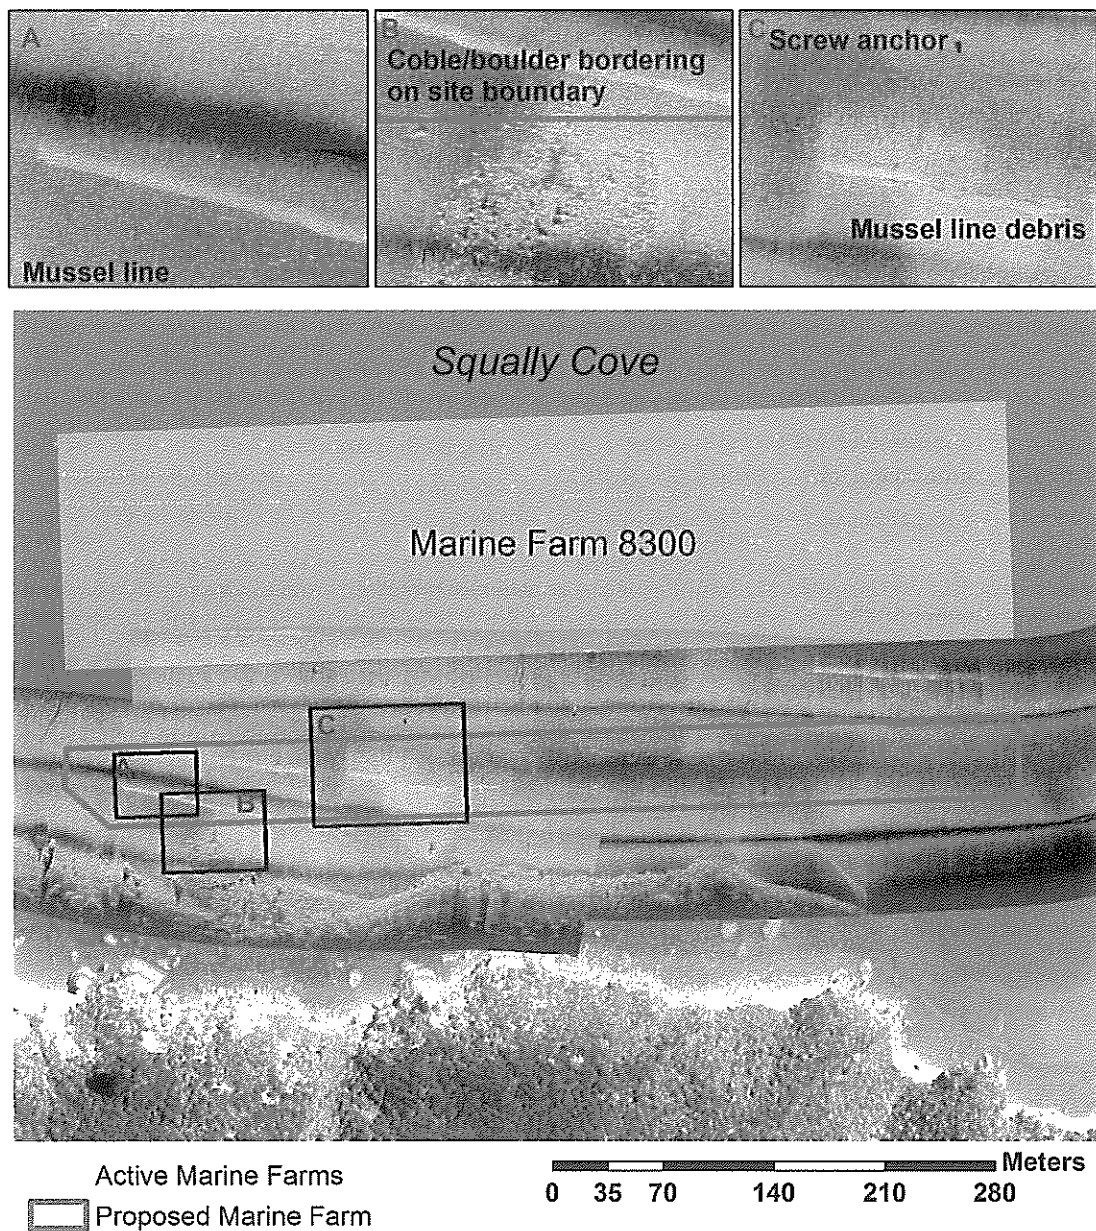 A
Mussel line
B
Coble/boulder bordering
on site boundary
C
Screw anchor
Mussel line debris
Squally Cove
Marine Farm 8300
C
A
B
Active Marine Farms
Proposed Marine Farm
Meters
0 35 70 140 210 280